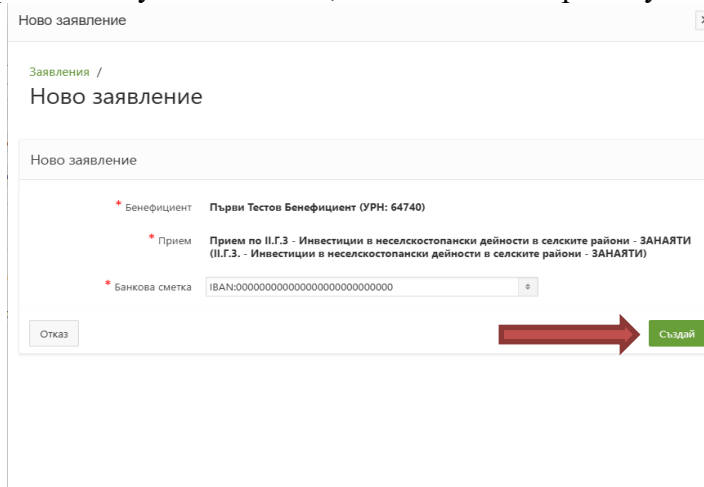 Ново заявление
Заявления /
Ново заявление
Ново заявление
* Бенефициент Първи Тестов Бенефициент (УРН: 64740)
* Прием Прием по II.Г.3 - Инвестиции в неселскостопански дейности в селските райони - ЗАНАЯТИ
(II.Г.3. - Инвестиции в неселскостопански дейности в селските райони - ЗАНАЯТИ)
* Банкова сметка IBAN:0000000000000000000000000000
Отказ Създай